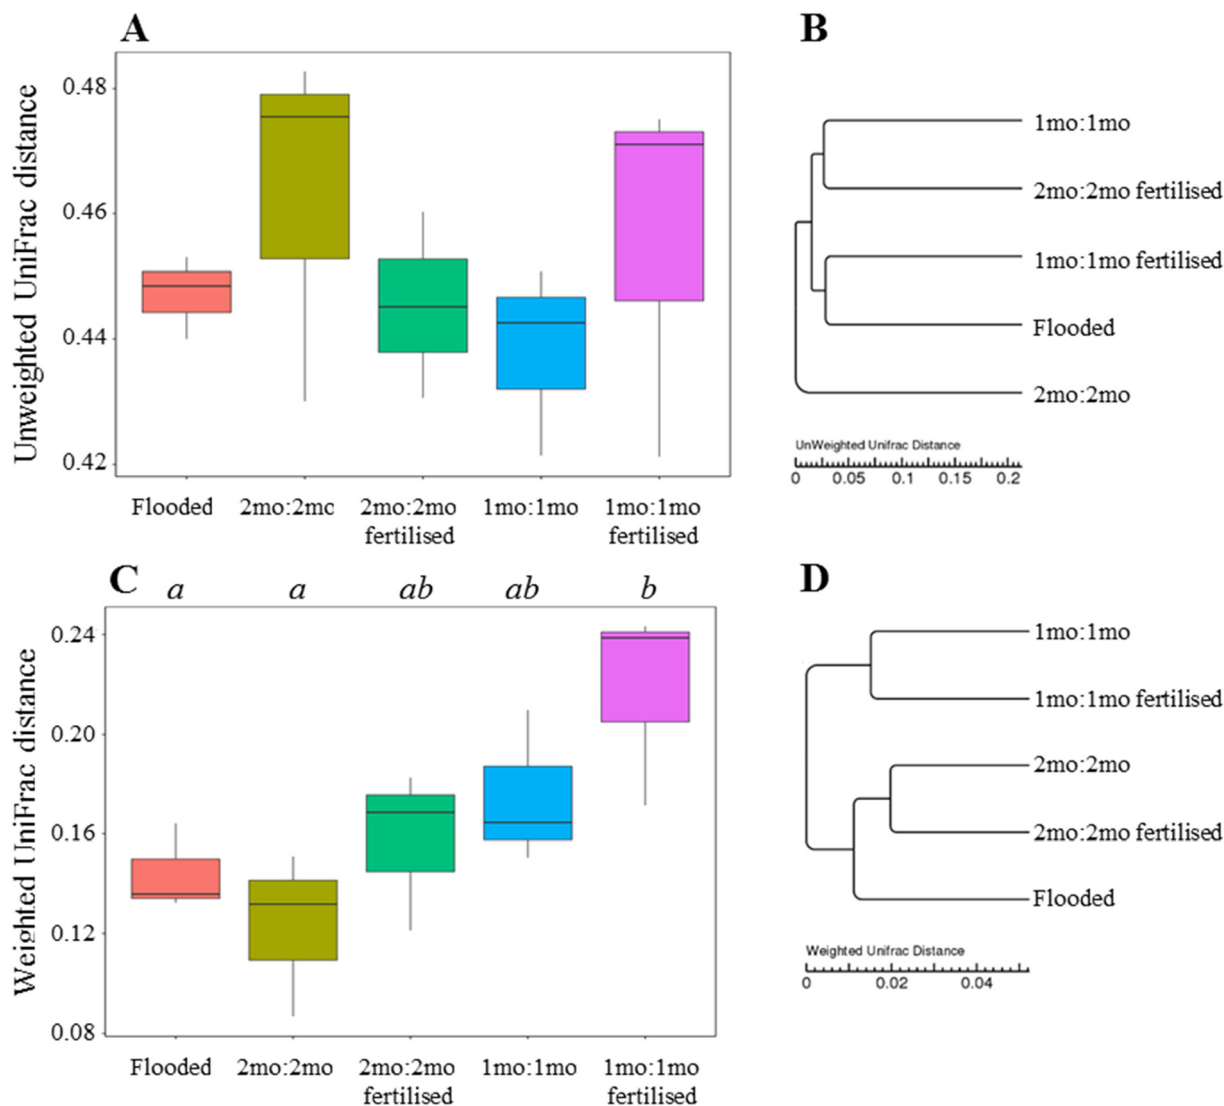 A
Unweighted UniFrac distance
0.48
0.46
0.44
0.42
Flooded
2mo:2mc
2mo:2mo
fertilised
1mo:1mo
1mo:1mo
fertilised
B
1mo:1mo
2mo:2mo fertilised
1mo:1mo fertilised
Flooded
2mo:2mo
UnWeighted Unifrac Distance
0 0.05 0.1 0.15 0.2
C
a a ab ab b
Weighted UniFrac distance
0.24
0.20
0.16
0.12
0.08
Flooded
2mo:2mo
2mo:2mo
fertilised
1mo:1mo
1mo:1mo
fertilised
D
1mo:1mo
1mo:1mo fertilised
2mo:2mo
2mo:2mo fertilised
Flooded
Weighted Unifrac Distance
0 0.02 0.04